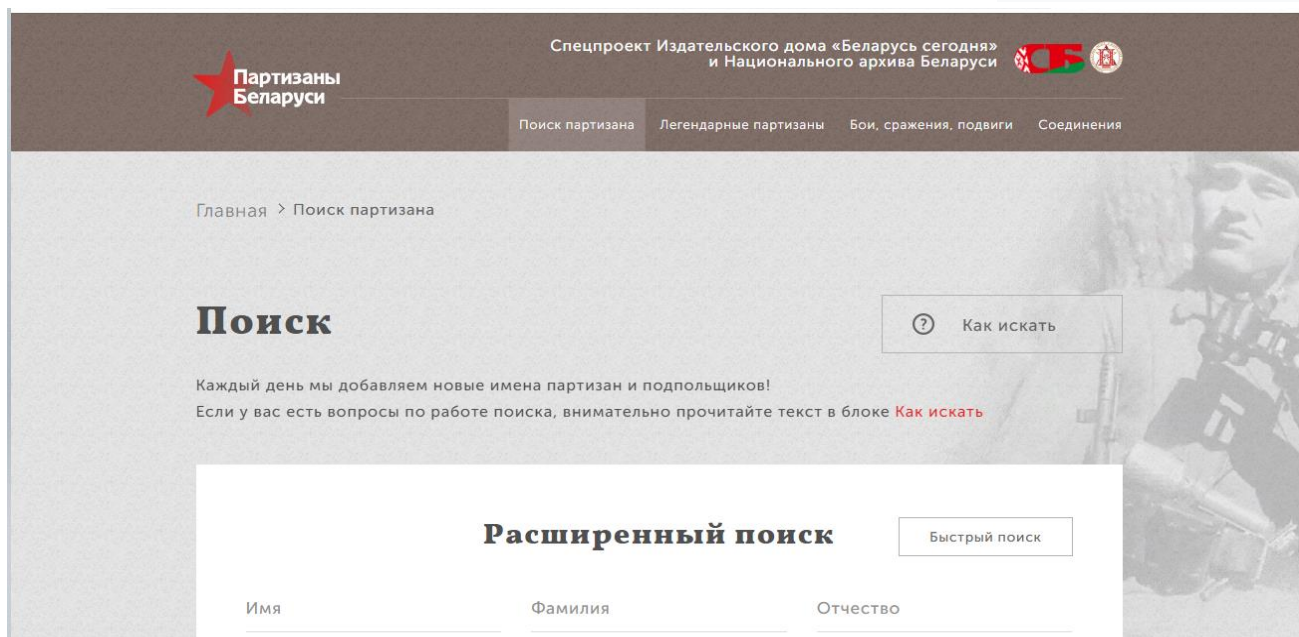 Партизаны
Беларуси
Спецпроект Издательского дома «Беларусь сегодня»
и Национального архива Беларуси
СБ
Поиск партизана Легендарные партизаны Бои, сражения, подвиги Соединения
Главная > Поиск партизана
Поиск
? Как искать
Каждый день мы добавляем новые имена партизан и подпольщиков!
Если у вас есть вопросы по работе поиска, внимательно прочитайте текст в блоке Как искать
Расширенный поиск
Быстрый поиск
Имя Фамилия Отчество